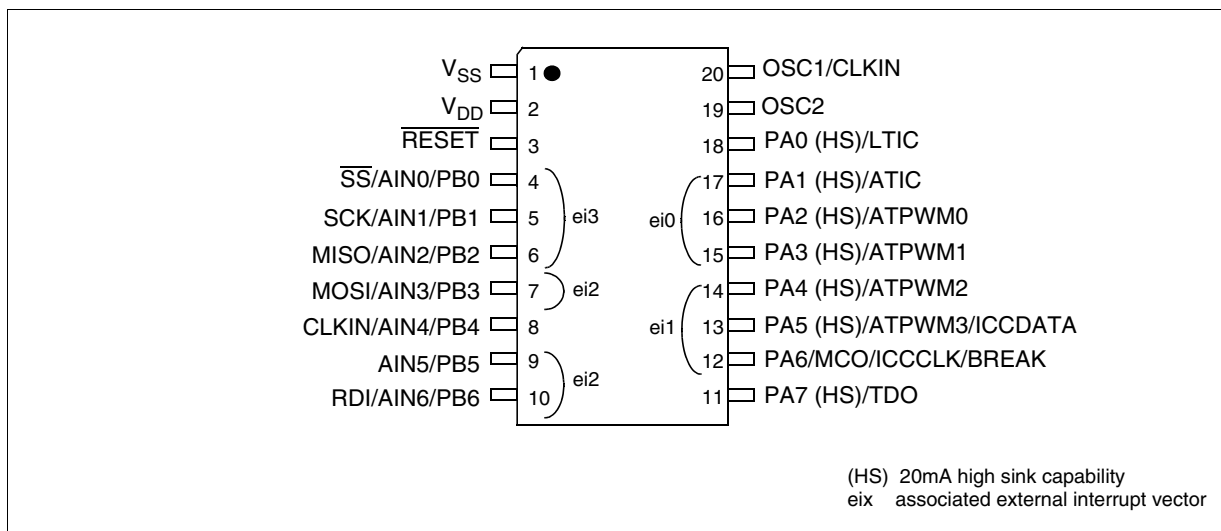 VSS 1 20 OSC1/CLKIN
VDD 2 19 OSC2
RESET 3 18 PA0 (HS)/LTIC
SS/AIN0/PB0 4 17 PA1 (HS)/ATIC
SCK/AIN1/PB1 5 ei3 ei0 16 PA2 (HS)/ATPWM0
MISO/AIN2/PB2 6 15 PA3 (HS)/ATPWM1
MOSI/AIN3/PB3 7 ei2 14 PA4 (HS)/ATPWM2
CLKIN/AIN4/PB4 8 ei1 13 PA5 (HS)/ATPWM3/ICCDATA
AIN5/PB5 9 ei2 12 PA6/MCO/ICCCLK/BREAK
RDI/AIN6/PB6 10 11 PA7 (HS)/TDO
(HS) 20mA high sink capability
eix associated external interrupt vector